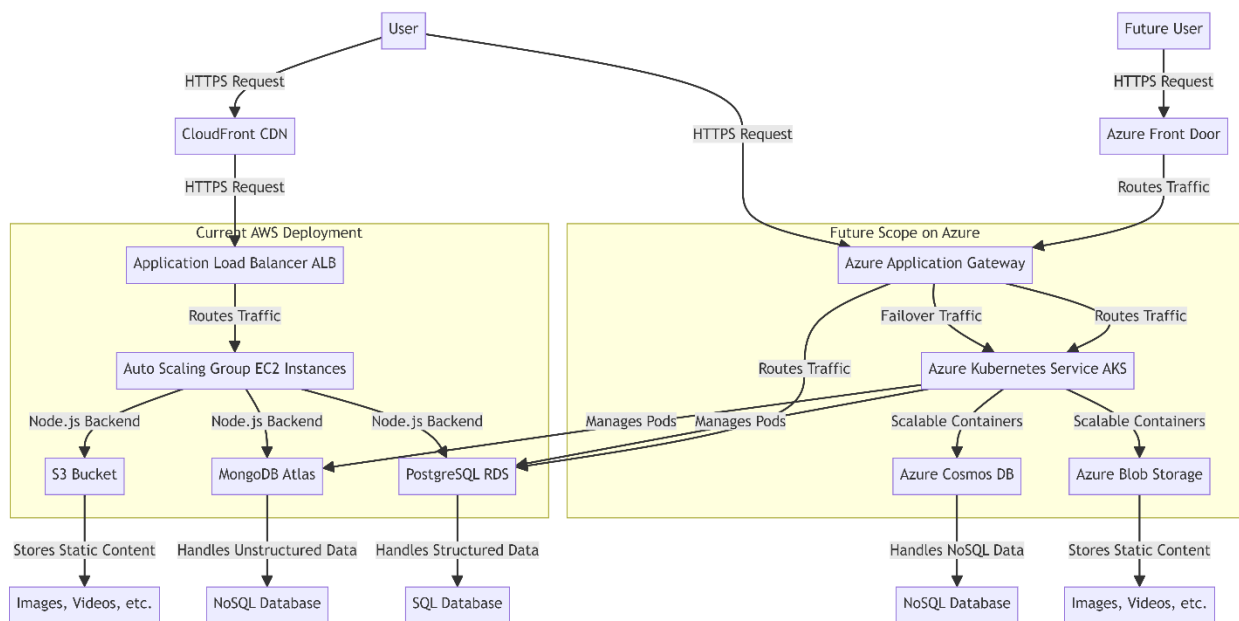 User
Future User
HTTPS Request
HTTPS Request
CloudFront CDN
HTTPS Request
Azure Front Door
HTTPS Request
Routes Traffic
Current AWS Deployment
Future Scope on Azure
Application Load Balancer ALB
Azure Application Gateway
Routes Traffic
Failover Traffic
Routes Traffic
Auto Scaling Group EC2 Instances
Routes Traffic
Azure Kubernetes Service AKS
Node.js Backend
Node.js Backend
Node.js Backend
Manages Pods
Manages Pods
Scalable Containers
Scalable Containers
S3 Bucket
MongoDB Atlas
PostgreSQL RDS
Azure Cosmos DB
Azure Blob Storage
Stores Static Content
Handles Unstructured Data
Handles Structured Data
Handles NoSQL Data
Stores Static Content
Images, Videos, etc.
NoSQL Database
SQL Database
NoSQL Database
Images, Videos, etc.